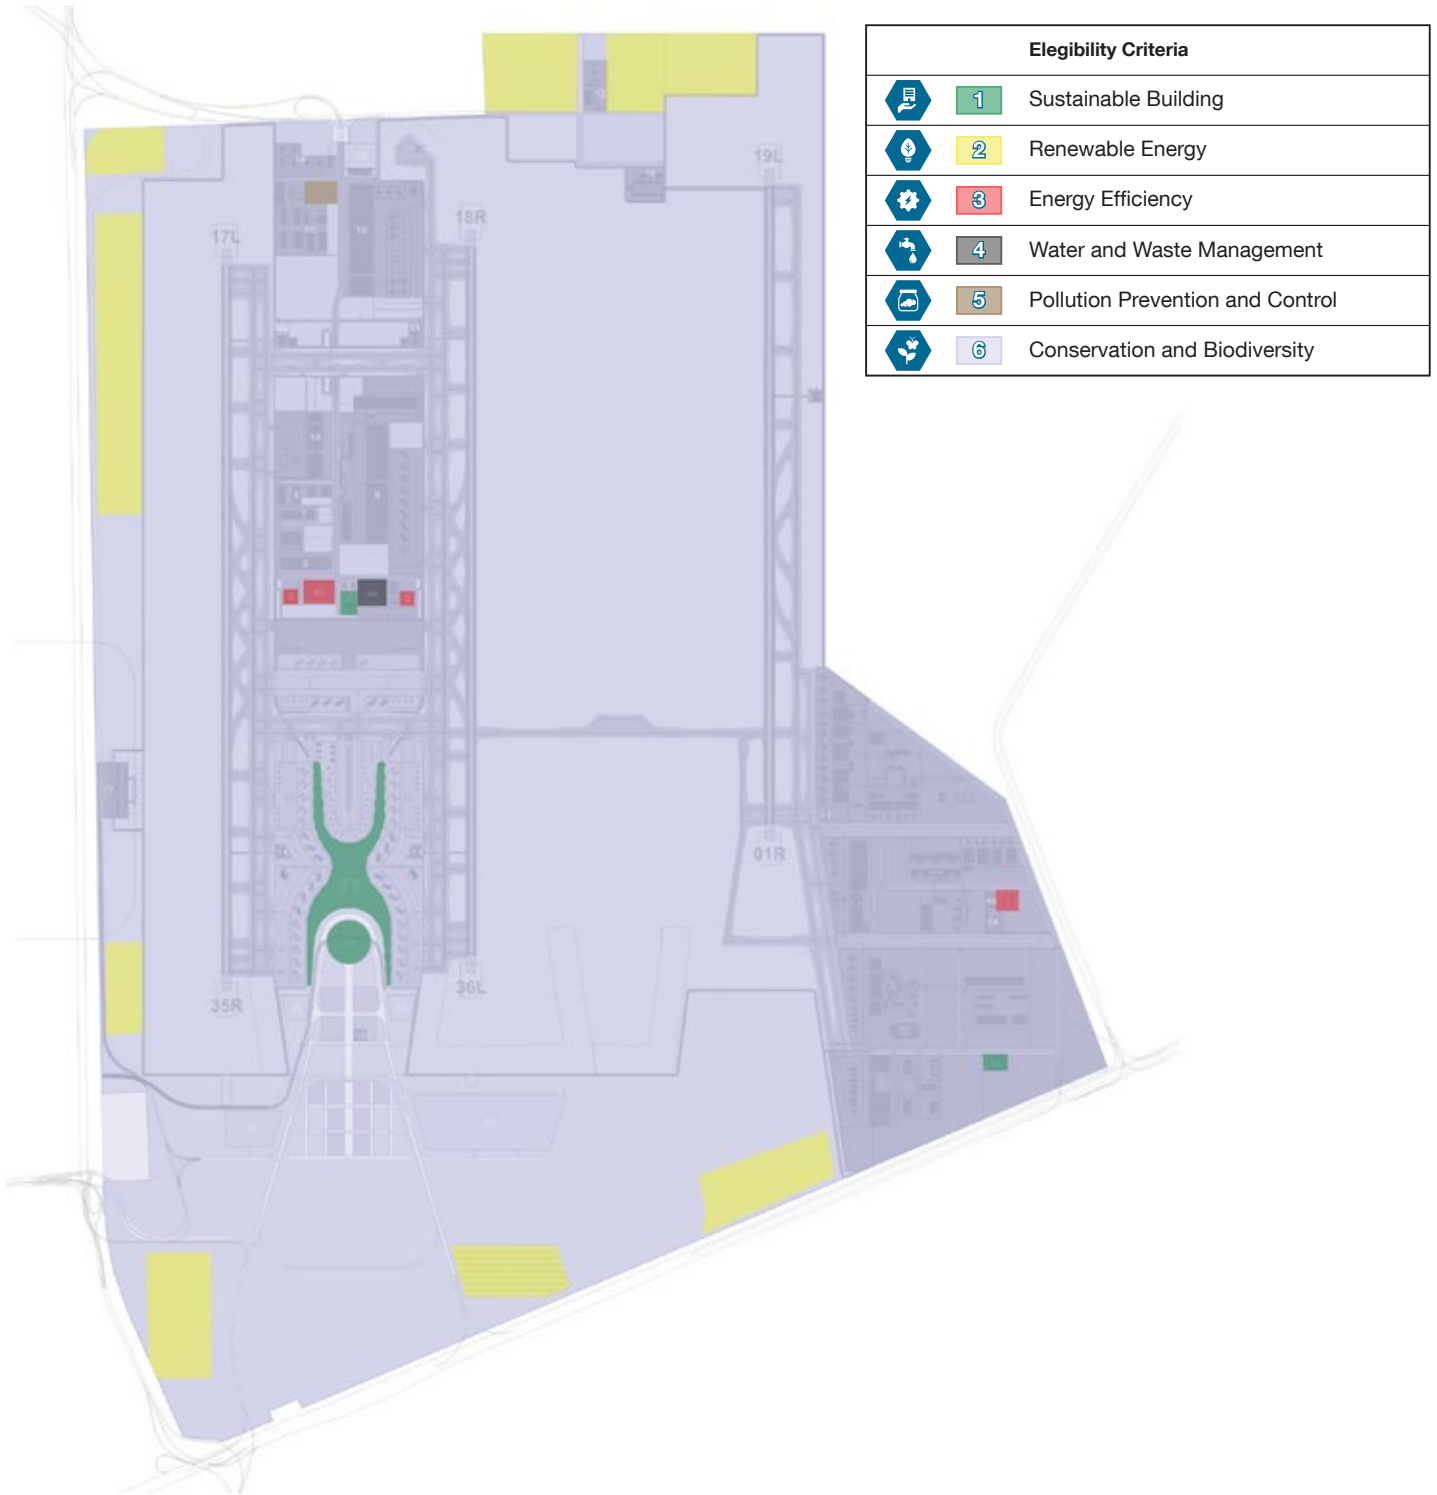 Elegibility Criteria
1 Sustainable Building
2 Renewable Energy
3 Energy Efficiency
4 Water and Waste Management
5 Pollution Prevention and Control
6 Conservation and Biodiversity
19L
18R
17L
01R
36L
35R